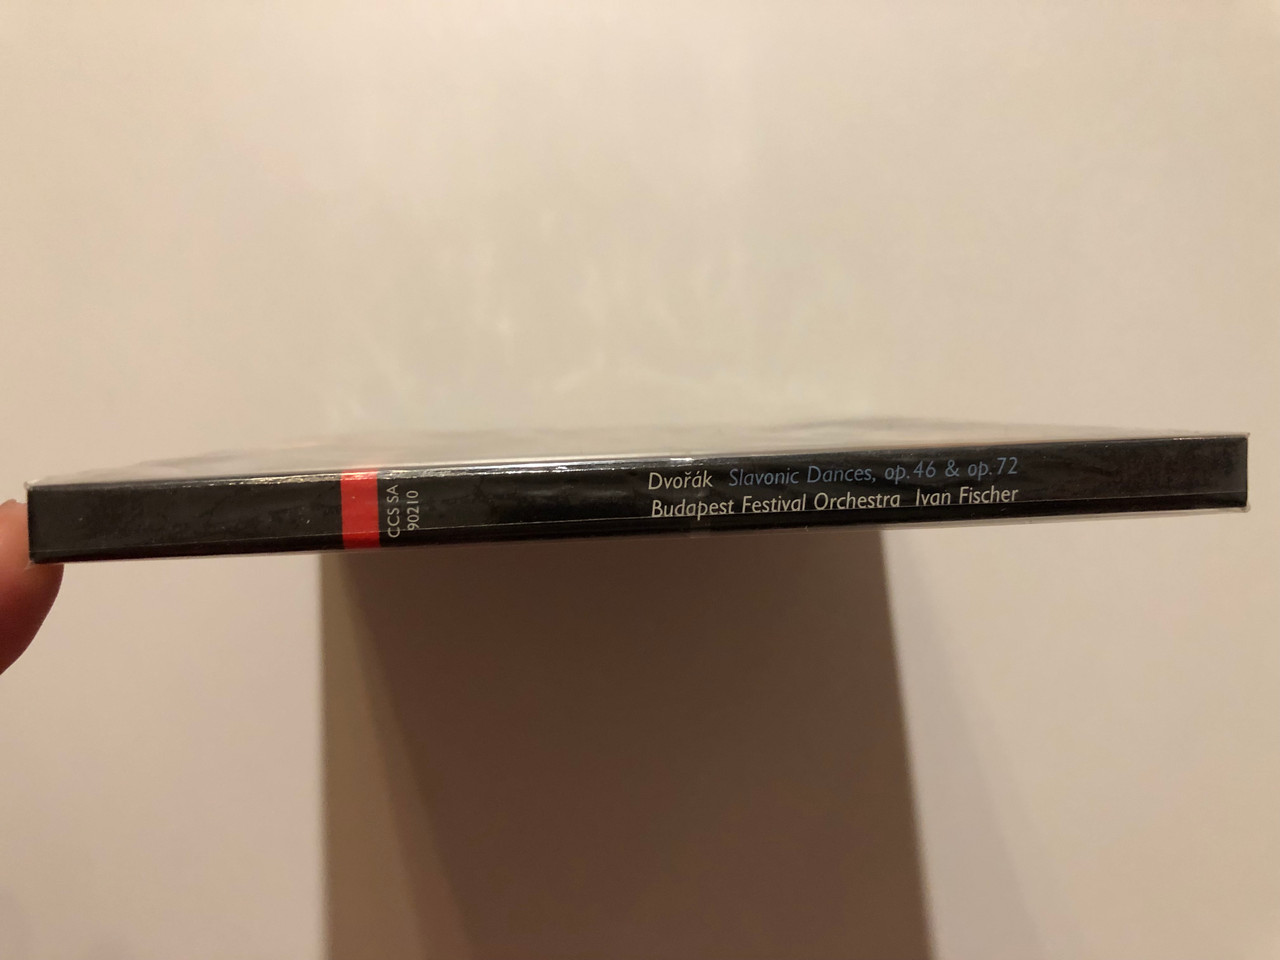 CCS SA
90210
Dvořák Slavonic Dances, op.46 & op.72
Budapest Festival Orchestra Ivan Fischer